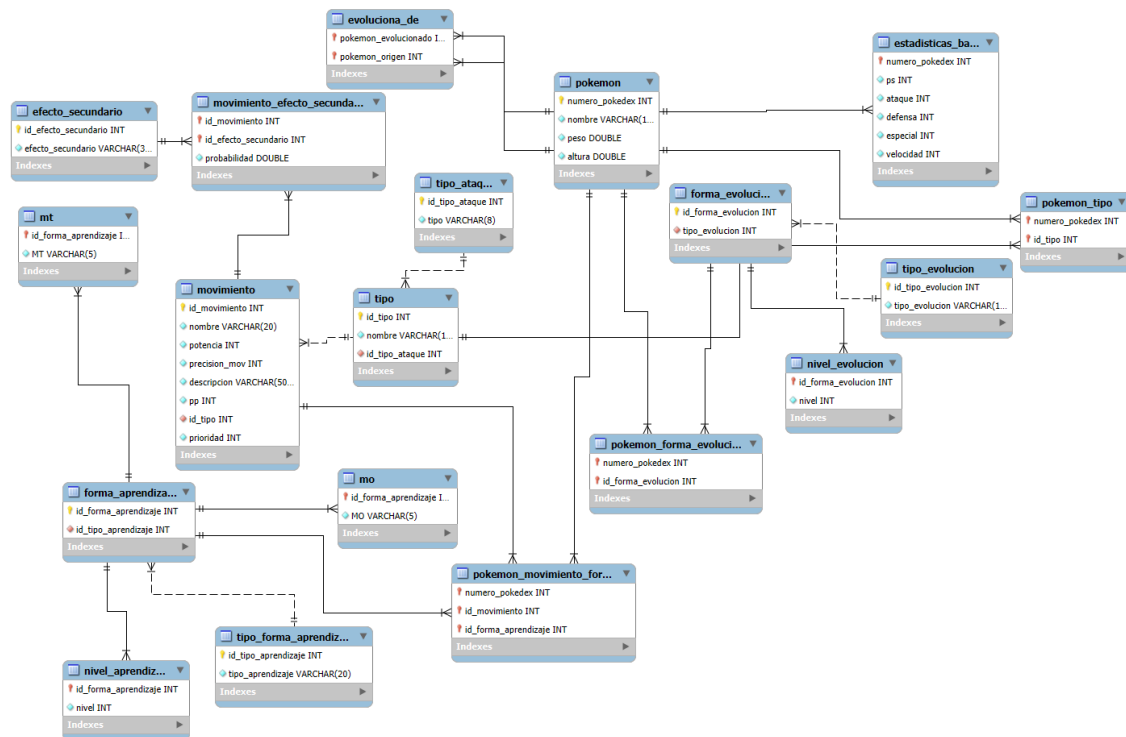 evoluciona_de
pokemon_evolucionado I...
pokemon_origen INT
Indexes
estadisticas_ba...
numero_pokedex INT
ps INT
ataque INT
defensa INT
especial INT
velocidad INT
Indexes
pokemon
numero_pokedex INT
nombre VARCHAR(1...
peso DOUBLE
altura DOUBLE
Indexes
movimiento_efecto_secunda...
id_movimiento INT
id_efecto_secundario INT
probabilidad DOUBLE
Indexes
efecto_secundario
id_efecto_secundario INT
efecto_secundario VARCHAR(3...
Indexes
tipo_ataq...
id_tipo_ataque INT
tipo VARCHAR(8)
Indexes
forma_evoluci...
id_forma_evolucion INT
tipo_evolucion INT
Indexes
pokemon_tipo
numero_pokedex INT
id_tipo INT
Indexes
mt
id_forma_aprendizaje I...
MT VARCHAR(5)
Indexes
tipo_evolucion
id_tipo_evolucion INT
tipo_evolucion VARCHAR(1...
Indexes
movimiento
id_movimiento INT
nombre VARCHAR(20)
potencia INT
precision_mov INT
descripcion VARCHAR(50...
pp INT
id_tipo INT
prioridad INT
Indexes
tipo
id_tipo INT
nombre VARCHAR(1...
id_tipo_ataque INT
Indexes
nivel_evolucion
id_forma_evolucion INT
nivel INT
Indexes
pokemon_forma_evoluci...
numero_pokedex INT
id_forma_evolucion INT
Indexes
mo
id_forma_aprendizaje I...
MO VARCHAR(5)
Indexes
forma_aprendiza...
id_forma_aprendizaje INT
id_tipo_aprendizaje INT
Indexes
pokemon_movimiento_for...
numero_pokedex INT
id_movimiento INT
id_forma_aprendizaje INT
Indexes
tipo_forma_aprendiz...
id_tipo_aprendizaje INT
tipo_aprendizaje VARCHAR(20)
Indexes
nivel_aprendiz...
id_forma_aprendizaje INT
nivel INT
Indexes